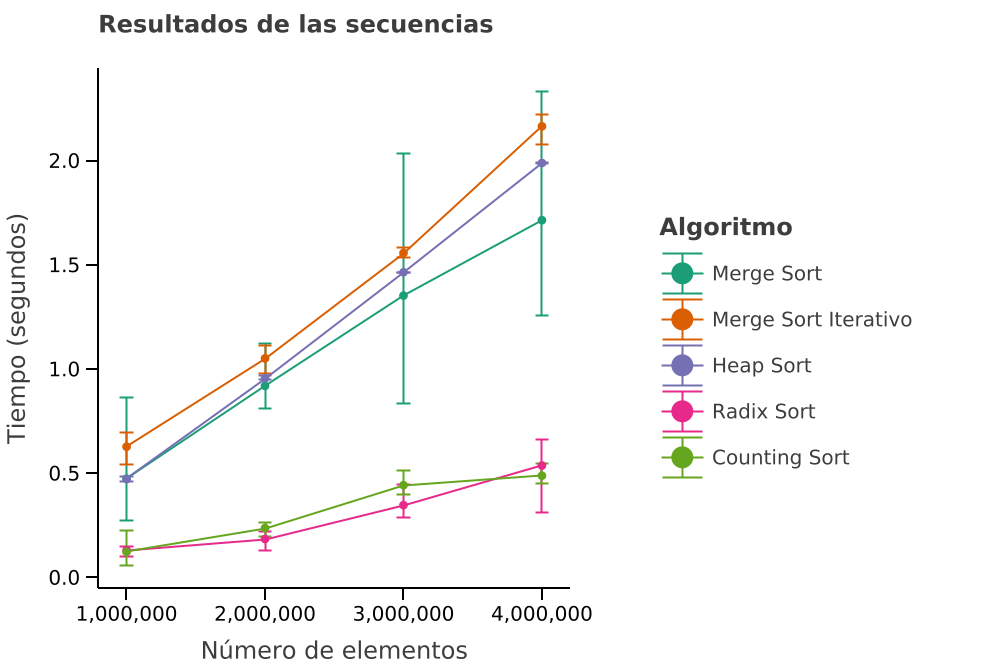 Resultados de las secuencias
Tiempo (segundos)
2.0
1.5
1.0
0.5
0.0
1,000,000
2,000,000
3,000,000
4,000,000
Número de elementos
Algoritmo
Merge Sort
Merge Sort Iterativo
Heap Sort
Radix Sort
Counting Sort